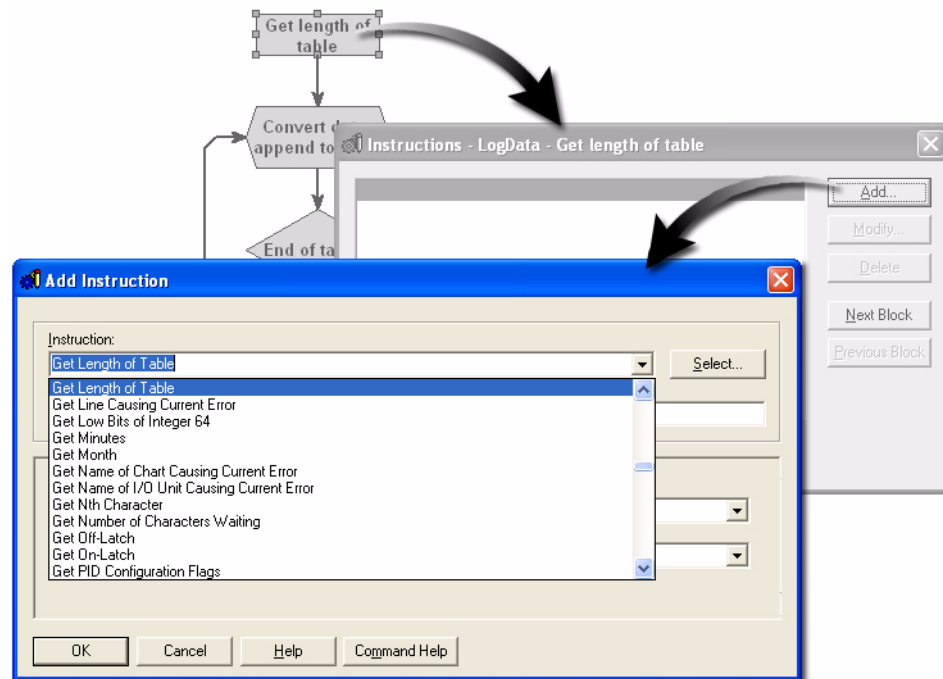 Get length of
table
Convert
append to
Instructions - LogData - Get length of table
Add...
Modify...
Delete
Next Block
Previous Block
End of
Add Instruction
Instruction:
Get Length of Table
Select...
Get Length of Table
Get Line Causing Current Error
Get Low Bits of Integer 64
Get Minutes
Get Month
Get Name of Chart Causing Current Error
Get Name of I/O Unit Causing Current Error
Get Nth Character
Get Number of Characters Waiting
Get Off-Latch
Get On-Latch
Get PID Configuration Flags
OK
Cancel
Help
Command Help